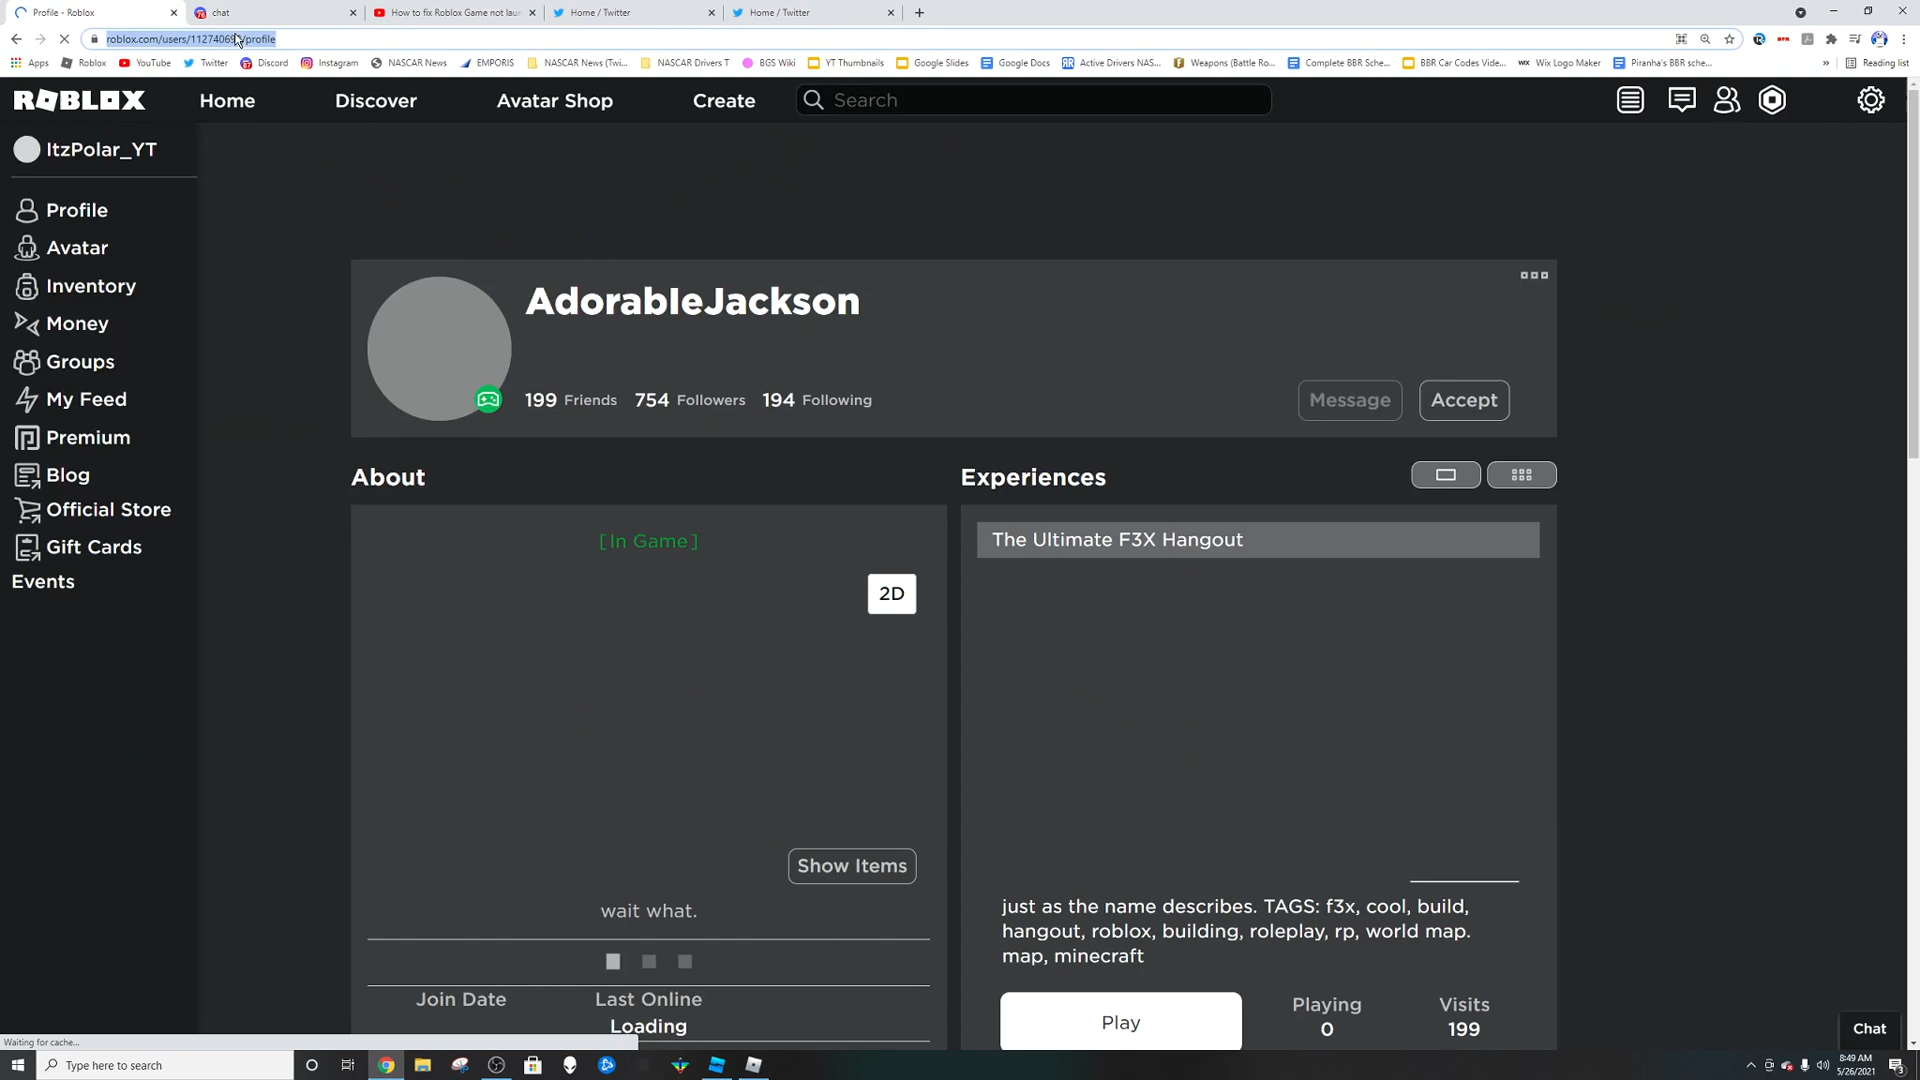 Profile - Roblox
chat
How to fix Roblox Game not lau
Home / Twitter
Home / Twitter
roblox.com/users/11274069 /profile
Apps
Roblox
YouTube
Twitter
Discord
Instagram
NASCAR News
EMPORIS
NASCAR News (Twi...
NASCAR Drivers T
BGS Wiki
YT Thumbnails
Google Slides
Google Docs
Active Drivers NAS...
Weapons (Battle Ro...
Complete BBR Sche...
BBR Car Codes Vide...
WIX Wix Logo Maker
Piranha's BBR sche...
»
Reading list
ROBLOX
Home
Discover
Avatar Shop
Create
Search
ItzPolar_YT
Profile
Avatar
Inventory
Money
Groups
My Feed
Premium
Blog
Official Store
Gift Cards
Events
AdorableJackson
199 Friends 754 Followers 194 Following
Message
Accept
About
[ In Game ]
2D
Show Items
wait what.
Join Date
Last Online
Loading
Experiences
The Ultimate F3X Hangout
just as the name describes. TAGS: f3x, cool, build,
hangout, roblox, building, roleplay, rp, world map.
map, minecraft
Play
Playing
0
Visits
199
Chat
Waiting for cache...
Type here to search
8:49 AM
5/26/2021